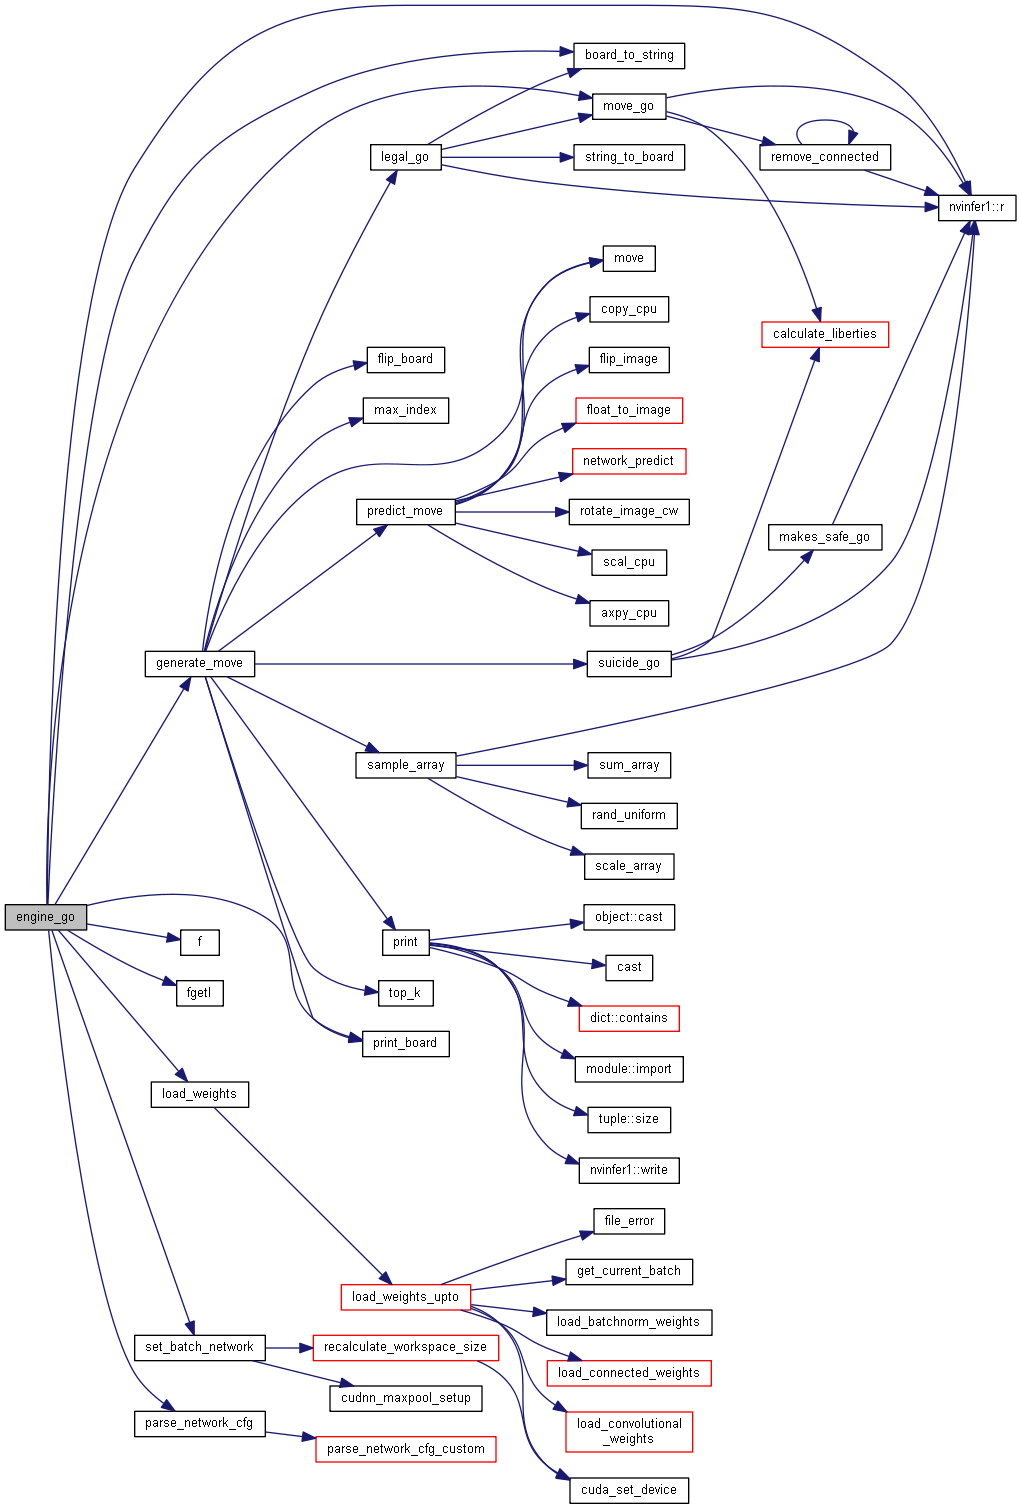 board_to_string
move_go
legal_go
string_to_board
remove_connected
nvinfer1::r
move
copy_cpu
calculate_liberties
flip_board
flip_image
max_index
float_to_image
network_predict
predict_move
rotate_image_cw
makes_safe_go
scal_cpu
axpy_cpu
generate_move
suicide_go
sample_array
sum_array
rand_uniform
scale_array
engine_go
object::cast
f
print
cast
fgetl
top_k
dict::contains
print_board
module::import
load_weights
tuple::size
nvinfer1::write
file_error
get_current_batch
load_weights_upto
load_batchnorm_weights
set_batch_network
recalculate_workspace_size
load_connected_weights
cudnn_maxpool_setup
parse_network_cfg
load_convolutional
_weights
parse_network_cfg_custom
cuda_set_device